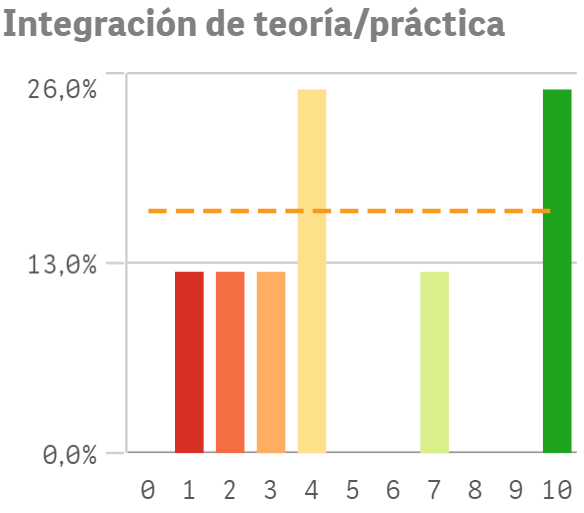 Integración de teoría/práctica
26,0%
13,0%
0,0%
0 1 2 3 4 5 6 7 8 9 10